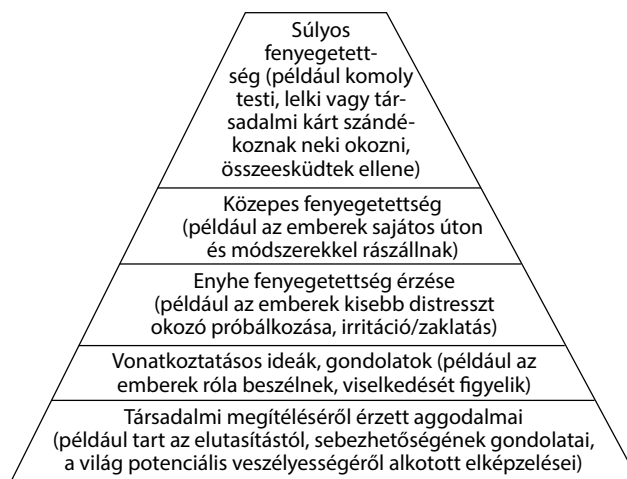 Súlyos
fenyegetett-
ség (például komoly
testi, lelki vagy tár-
sadalmi kárt szándé-
koznak neki okozni,
összeesküdtek ellene)
Közepes fenyegetettség
(például az emberek sajátos úton
és módszerekkel rászállnak)
Enyhe fenyegetettség érzése
(például az emberek kisebb distresszt
okozó próbálkozása, irritáció/zaklatás)
Vonatkoztatásos ideák, gondolatok (például az
emberek róla beszélnek, viselkedését figyelik)
Társadalmi megítéléséről érzett aggodalmai
(például tart az elutasítástól, sebezhetőségének gondolatai,
a világ potenciális veszélyességéről alkotott elképzelései)